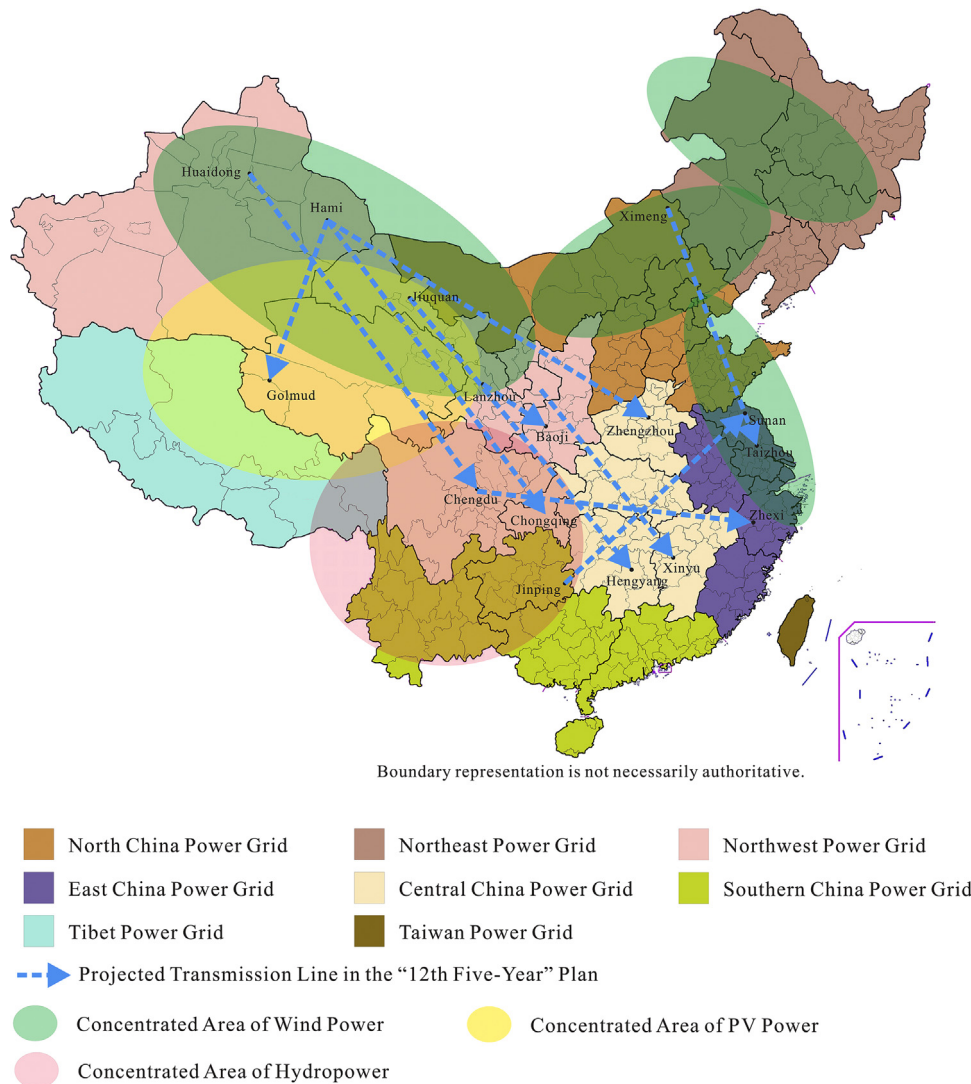 Huaidong
Hami
Ximeng
Jiuquan
Golmud
Lanzhou
Baoji
Zhengzhou
Sunan
Taizhou
Chengdu
Chongqing
Zhexi
Xinyu
Hengyang
Jinping
Boundary representation is not necessarily authoritative.
North China Power Grid
Northeast Power Grid
Northwest Power Grid
East China Power Grid
Central China Power Grid
Southern China Power Grid
Tibet Power Grid
Taiwan Power Grid
Projected Transmission Line in the “12th Five-Year” Plan
Concentrated Area of Wind Power
Concentrated Area of PV Power
Concentrated Area of Hydropower